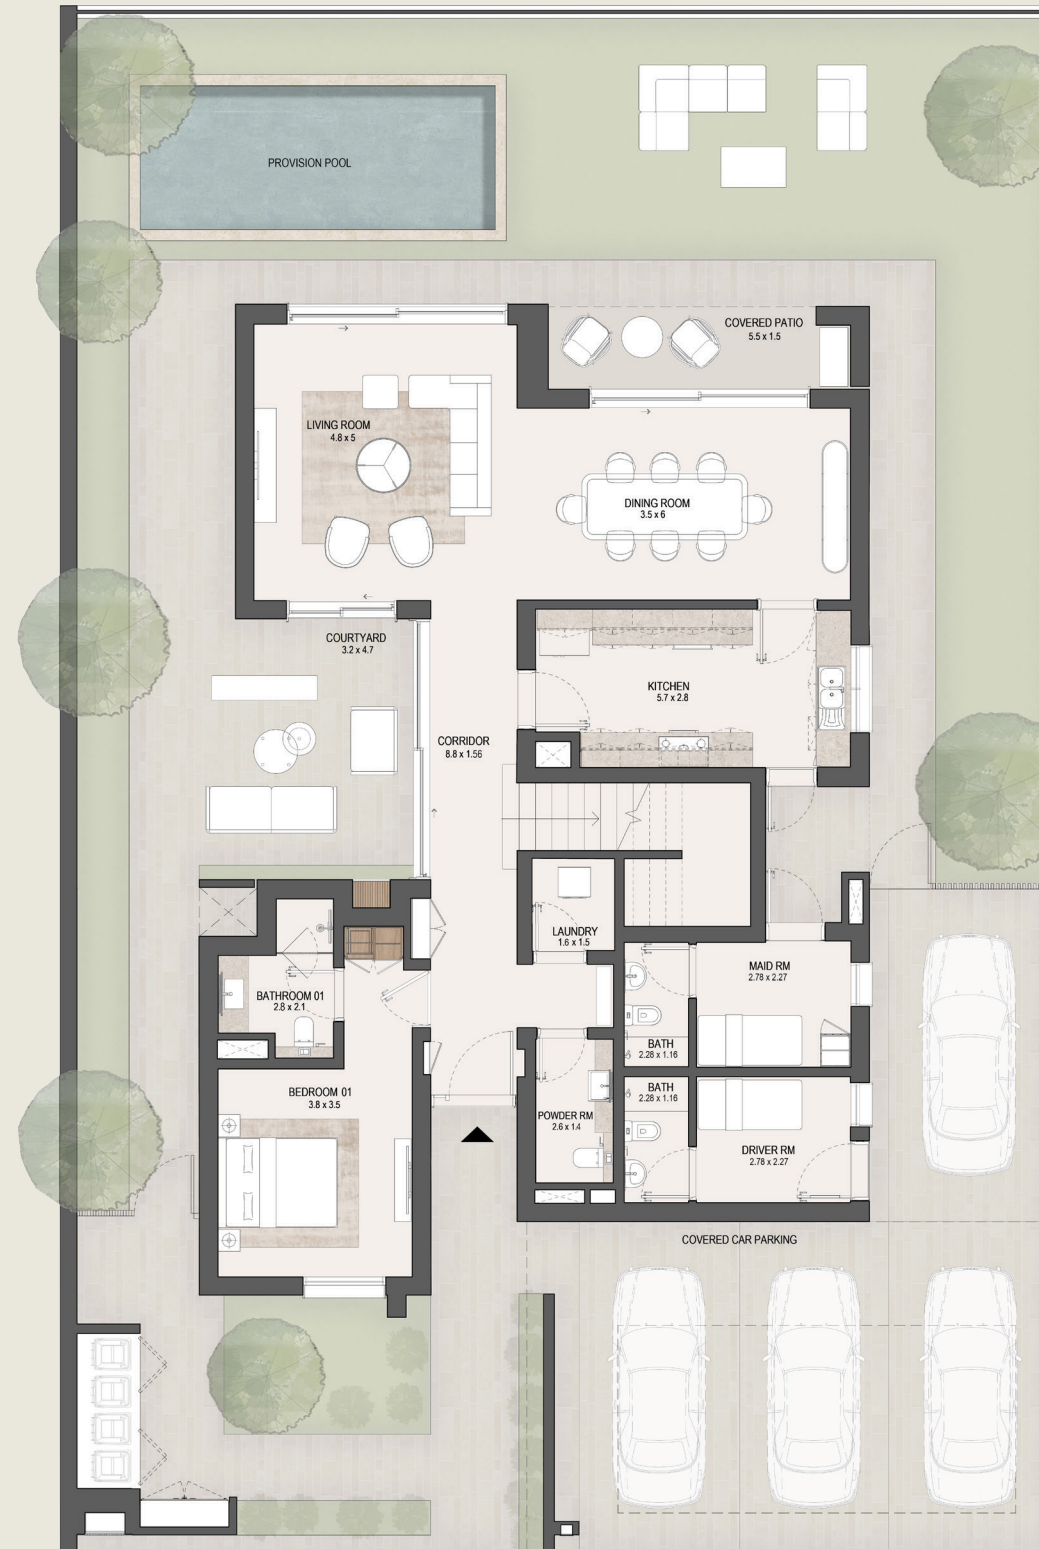 PROVISION POOL
COVERED PATIO
5.5 x 1.5
LIVING ROOM
4.8 x 5
DINING ROOM
3.5 x 6
COURTYARD
3.2 x 4.7
KITCHEN
5.7 x 2.8
CORRIDOR
8.8 x 1.56
LAUNDRY
1.6 x 1.5
MAID RM
2.78 x 2.27
BATHROOM 01
2.8 x 2.1
BATH
2.28 x 1.16
BATH
2.28 x 1.16
BEDROOM 01
3.8 x 3.5
POWDER RM
2.6 x 1.4
DRIVER RM
2.78 x 2.27
COVERED CAR PARKING